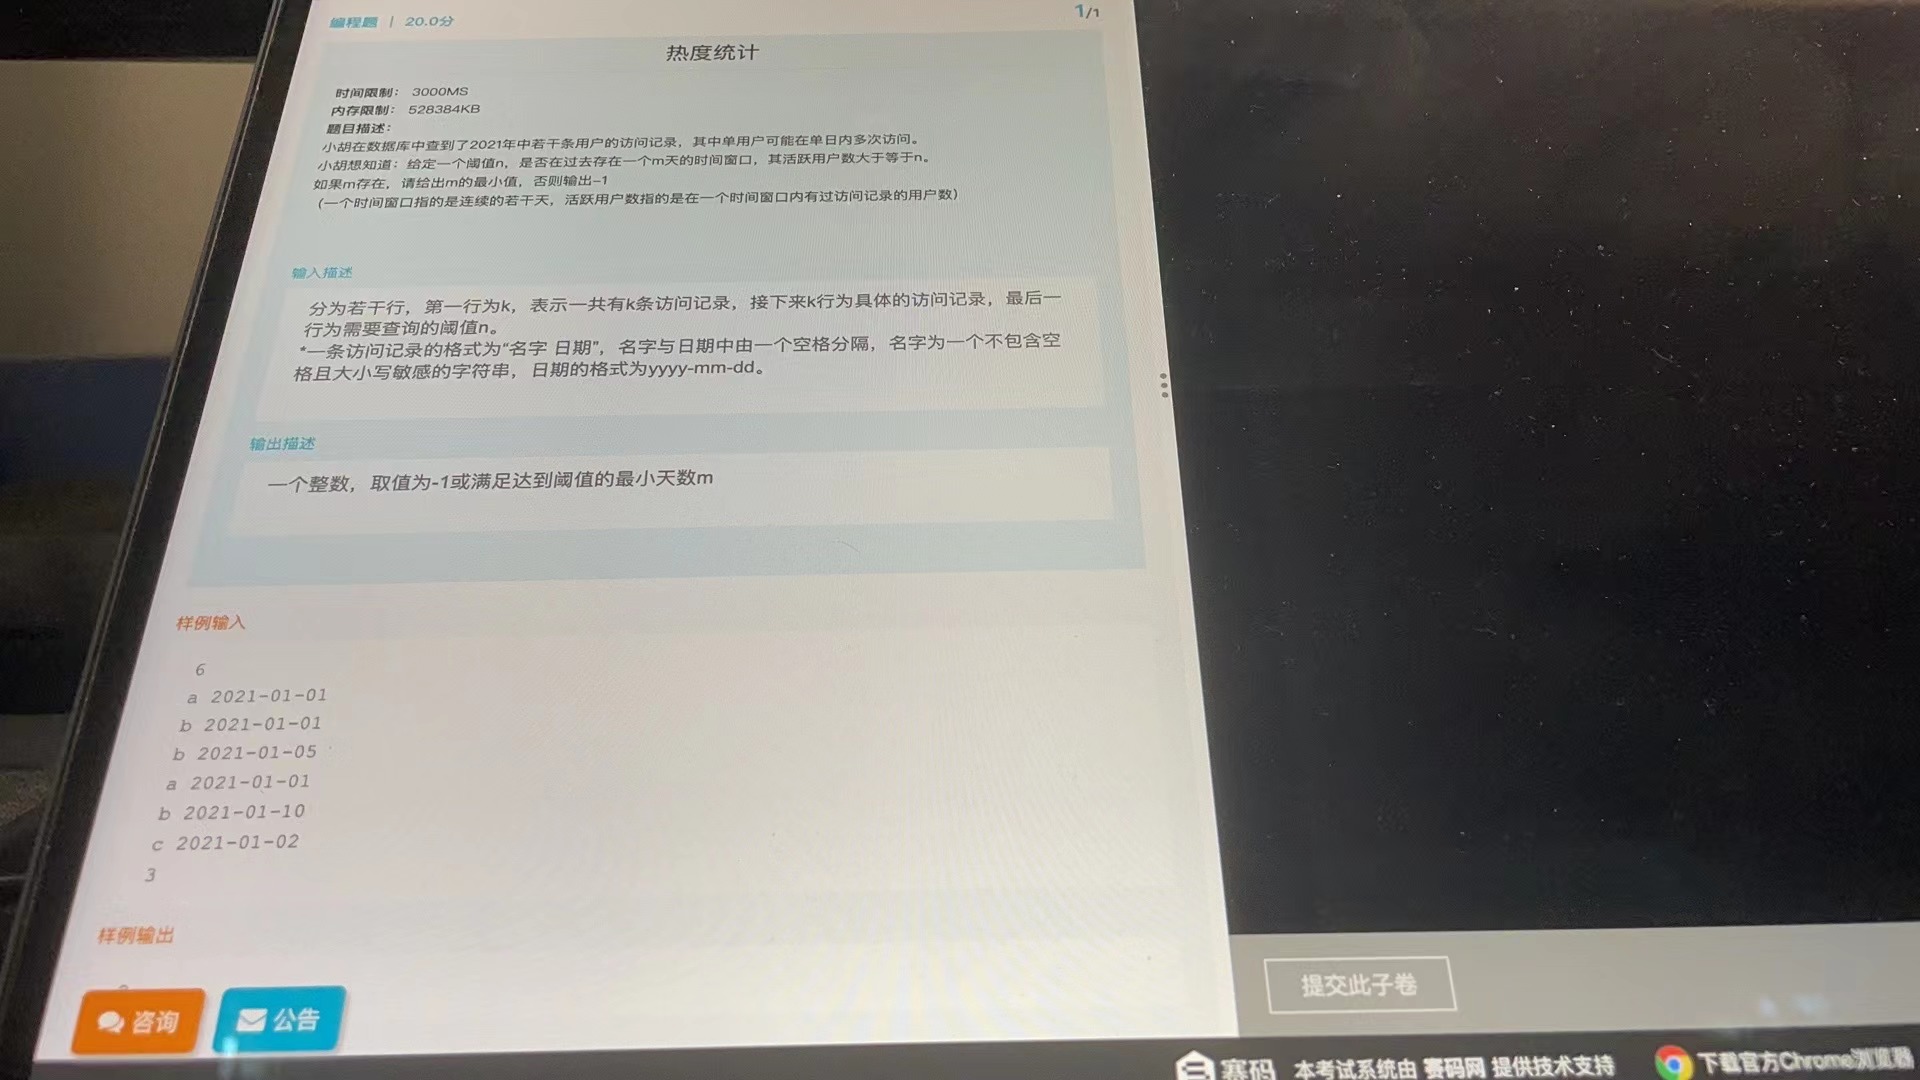 编程题 | 20.0分
1/1
热度统计
时间限制： 3000MS
内存限制： 528384KB
题目描述：
小胡在数据库中查到了2021年中若干条用户的访问记录，其中单用户可能在单日内多次访问。
小胡想知道：给定一个阈值n，是否在过去存在一个m天的时间窗口，其活跃用户数大于等于n。
如果m存在，请给出m的最小值，否则输出-1
（一个时间窗口指的是连续的若干天，活跃用户数指的是在一个时间窗口内有过访问记录的用户数）
输入描述
分为若干行，第一行为k，表示一共有k条访问记录，接下来k行为具体的访问记录，最后一
行为需要查询的阈值n。
*一条访问记录的格式为“名字 日期”，名字与日期中由一个空格分隔，名字为一个不包含空
格且大小写敏感的字符串，日期的格式为yyyy-mm-dd。
输出描述
一个整数，取值为-1或满足达到阈值的最小天数m
样例输入
6
a 2021-01-01
b 2021-01-01
b 2021-01-05
a 2021-01-01
b 2021-01-10
c 2021-01-02
3
样例输出
咨询
公告
提交此子卷
赛码 本考试系统由 赛码网 提供技术支持
下载官方Chrome浏览器